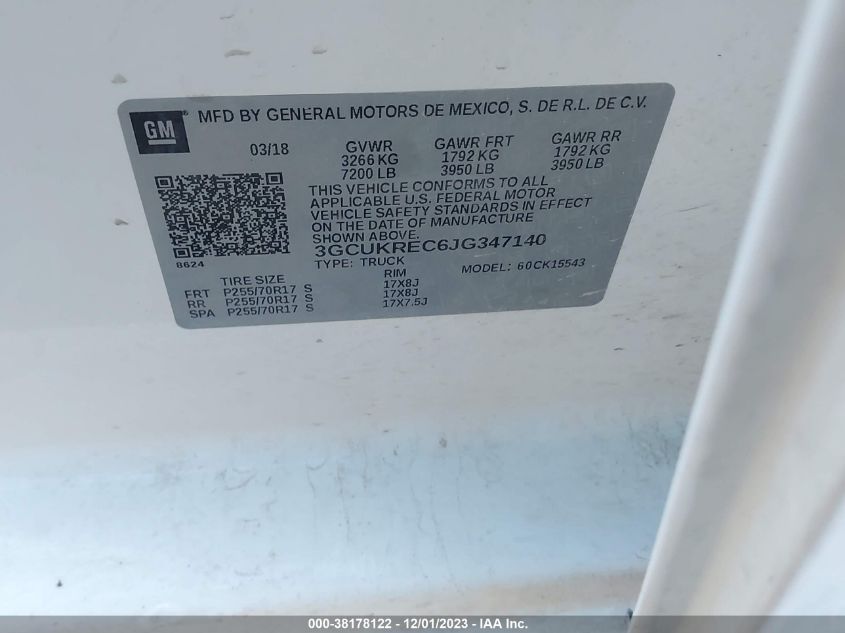 GM
MFD BY GENERAL MOTORS DE MEXICO, S. DE R.L. DE C.V.
03/18 GVWR GAWR FRT GAWR RR
3266 KG 1792 KG 1792 KG
7200 LB 3950 LB 3950 LB
THIS VEHICLE CONFORMS TO ALL
APPLICABLE U.S. FEDERAL MOTOR
VEHICLE SAFETY STANDARDS IN EFFECT
ON THE DATE OF MANUFACTURE
SHOWN ABOVE.
3GCUKREC6JG347140
8624
TYPE: TRUCK MODEL: 60CK15543
TIRE SIZE RIM
FRT P255/70R17 S 17X8J
RR P255/70R17 S 17X8J
SPA P255/70R17 S 17X7.5J
000-38178122 - 12/01/2023 - IAA Inc.